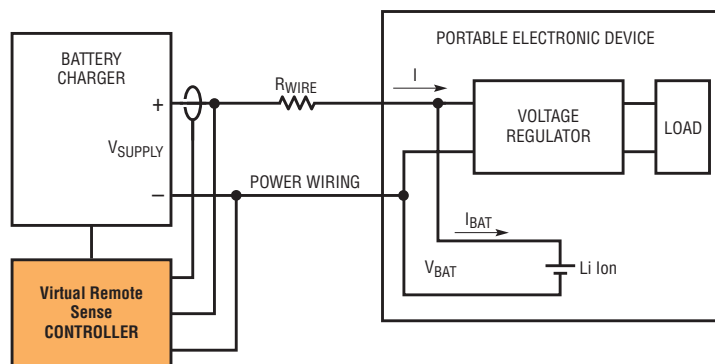 BATTERY
CHARGER
+
VSUPPLY
–
RWIRE
I
POWER WIRING
PORTABLE ELECTRONIC DEVICE
VOLTAGE
REGULATOR
LOAD
IBAT
VBAT
Li Ion
Virtual Remote
Sense
CONTROLLER